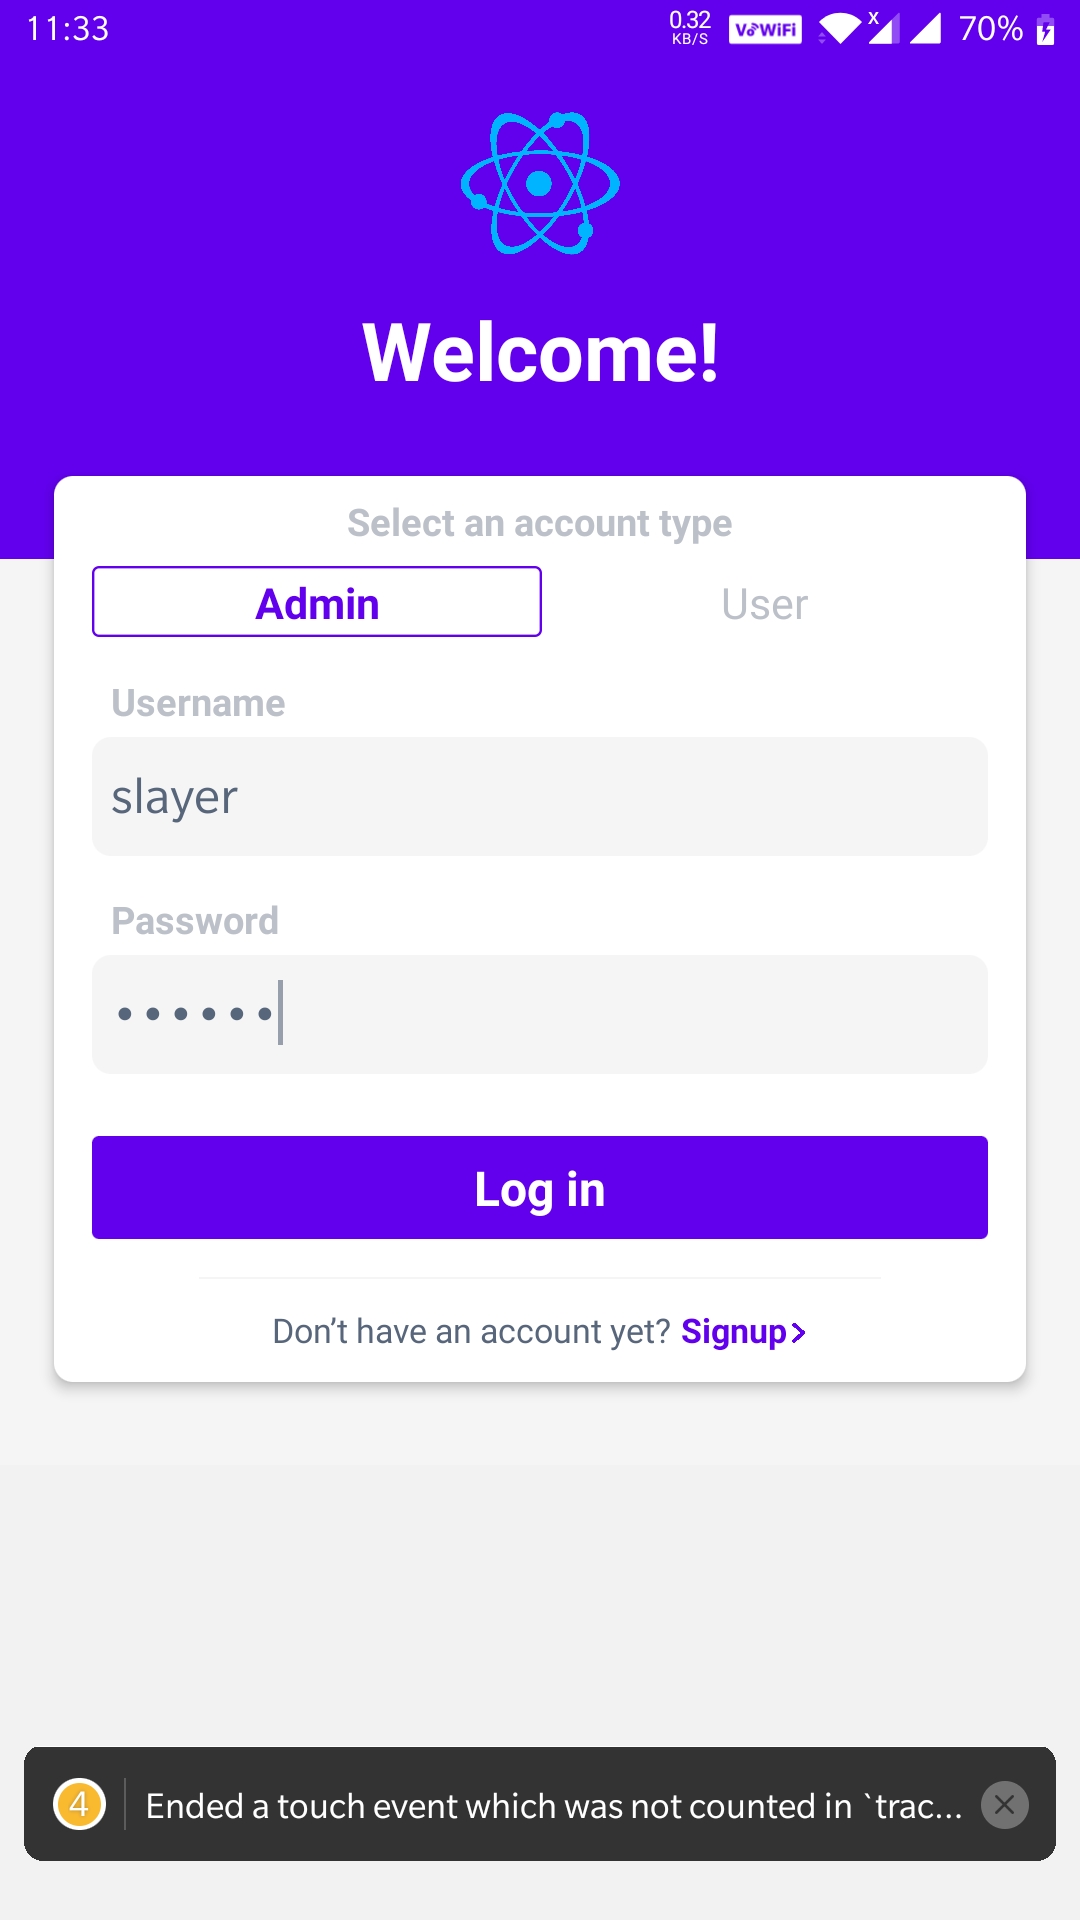 11:33
0.32
KB/S
VoWiFi
x
70%
Welcome!
Select an account type
Admin
User
Username
slayer
Password
••••••
Log in
Don’t have an account yet? Signup
4
Ended a touch event which was not counted in `trac...